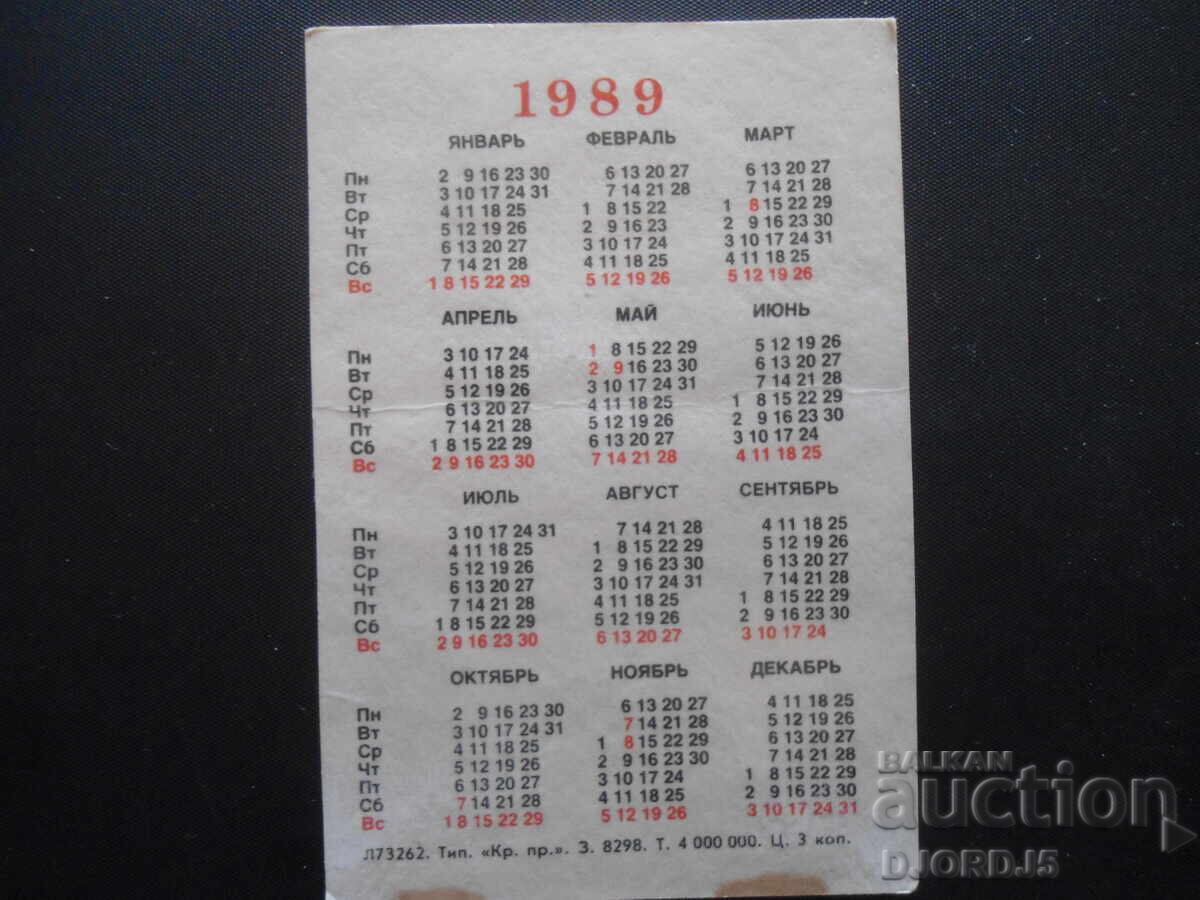 1989
ЯНВАРЬ ФЕВРАЛЬ МАРТ
Пн 2 9 16 23 30 6 13 20 27 6 13 20 27
Вт 3 10 17 24 31 7 14 21 28 7 14 21 28
Ср 4 11 18 25 1 8 15 22 1 8 15 22 29
Чт 5 12 19 26 2 9 16 23 2 9 16 23 30
Пт 6 13 20 27 3 10 17 24 3 10 17 24 31
Сб 7 14 21 28 4 11 18 25 4 11 18 25
Вс 1 8 15 22 29 5 12 19 26 5 12 19 26
АПРЕЛЬ МАЙ ИЮНЬ
Пн 3 10 17 24 1 8 15 22 29 5 12 19 26
Вт 4 11 18 25 2 9 16 23 30 6 13 20 27
Ср 5 12 19 26 3 10 17 24 31 7 14 21 28
Чт 6 13 20 27 4 11 18 25 1 8 15 22 29
Пт 7 14 21 28 5 12 19 26 2 9 16 23 30
Сб 1 8 15 22 29 6 13 20 27 3 10 17 24
Вс 2 9 16 23 30 7 14 21 28 4 11 18 25
ИЮЛЬ АВГУСТ СЕНТЯБРЬ
Пн 3 10 17 24 31 7 14 21 28 4 11 18 25
Вт 4 11 18 25 1 8 15 22 29 5 12 19 26
Ср 5 12 19 26 2 9 16 23 30 6 13 20 27
Чт 6 13 20 27 3 10 17 24 31 7 14 21 28
Пт 7 14 21 28 4 11 18 25 1 8 15 22 29
Сб 1 8 15 22 29 5 12 19 26 2 9 16 23 30
Вс 2 9 16 23 30 6 13 20 27 3 10 17 24
ОКТЯБРЬ НОЯБРЬ ДЕКАБРЬ
Пн 2 9 16 23 30 6 13 20 27 4 11 18 25
Вт 3 10 17 24 31 7 14 21 28 5 12 19 26
Ср 4 11 18 25 1 8 15 22 29 6 13 20 27
Чт 5 12 19 26 2 9 16 23 30 7 14 21 28
Пт 6 13 20 27 3 10 17 24 1 8 15 22 29
Сб 7 14 21 28 4 11 18 25 2 9 16 23 30
Вс 1 8 15 22 29 5 12 19 26 3 10 17 24 31
Л73262. Тип. «Кр. пр.». З. 8298. Т. 4 000 000. Ц. 3 коп.
BALKAN
auction
DJORDJ5